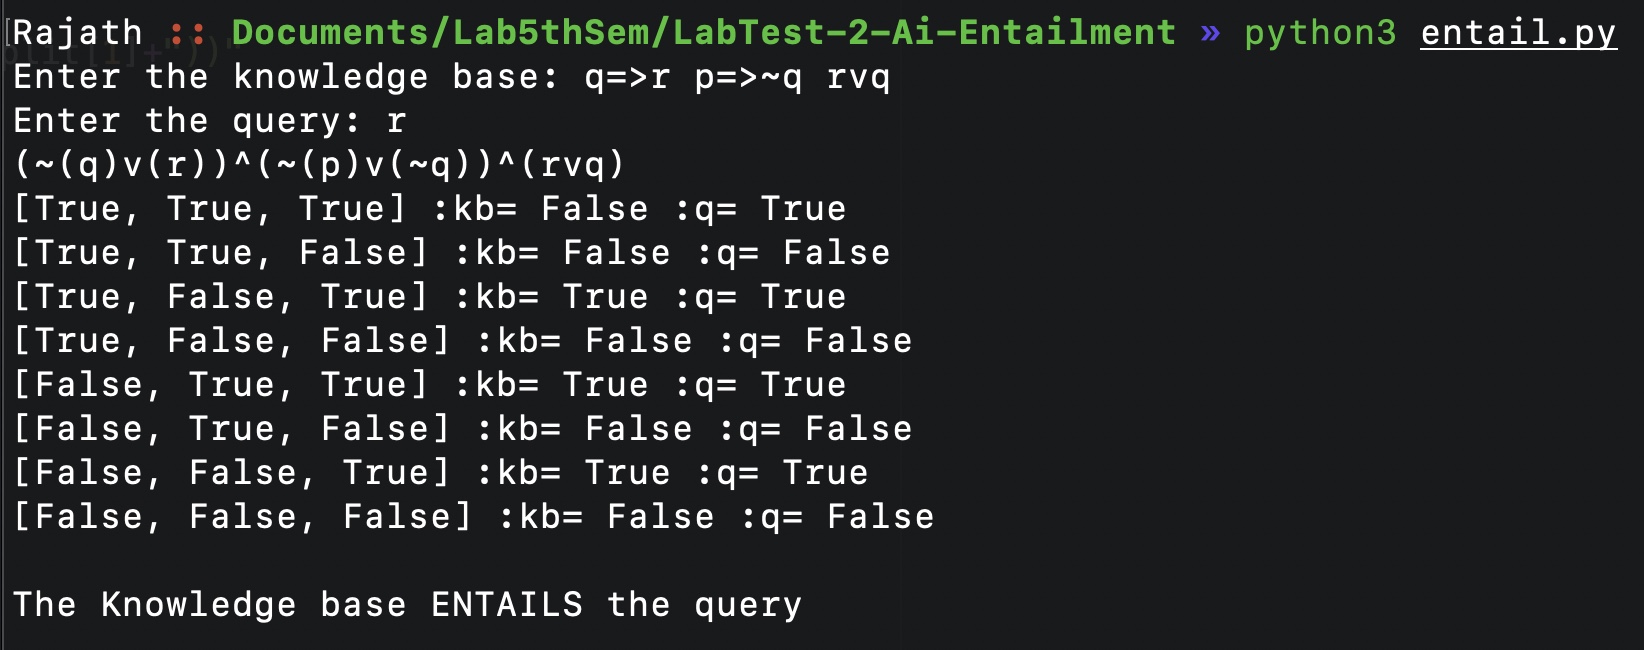 Rajath :: Documents/Lab5thSem/LabTest-2-Ai-Entailment » python3 entail.py
Enter the knowledge base: q=>r p=>~q rvq
Enter the query: r
(~(q)v(r))^(~(p)v(~q))^(rvq)
[True, True, True] :kb= False :q= True
[True, True, False] :kb= False :q= False
[True, False, True] :kb= True :q= True
[True, False, False] :kb= False :q= False
[False, True, True] :kb= True :q= True
[False, True, False] :kb= False :q= False
[False, False, True] :kb= True :q= True
[False, False, False] :kb= False :q= False
The Knowledge base ENTAILS the query